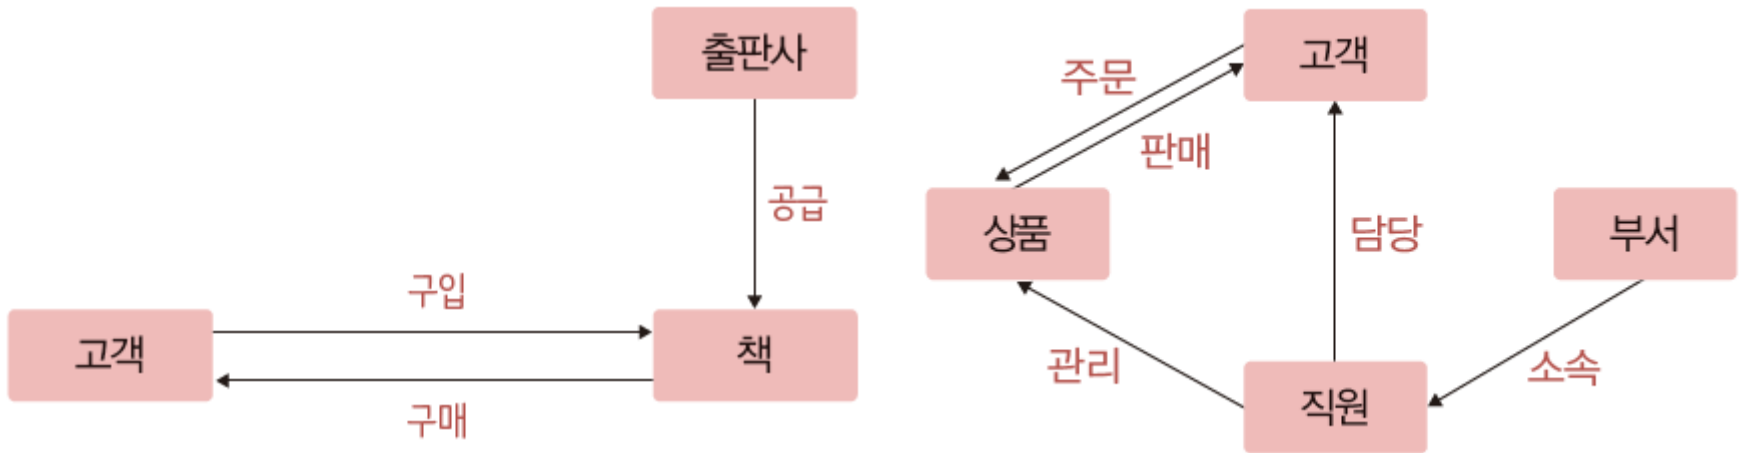 출판사
공급
구입
고객
책
구매
고객
주문
판매
상품
담당
부서
관리
소속
직원